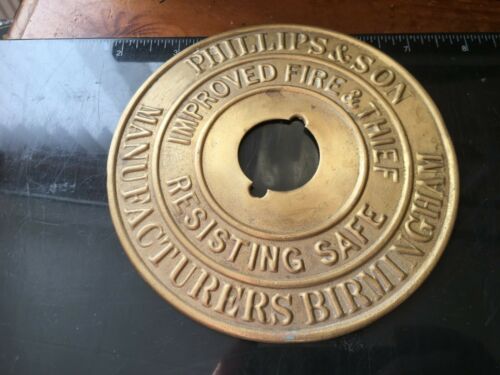 PHILLIPS & SON
MANUFACTURERS BIRMINGHAM
IMPROVED FIRE & THIEF
RESISTING SAFE